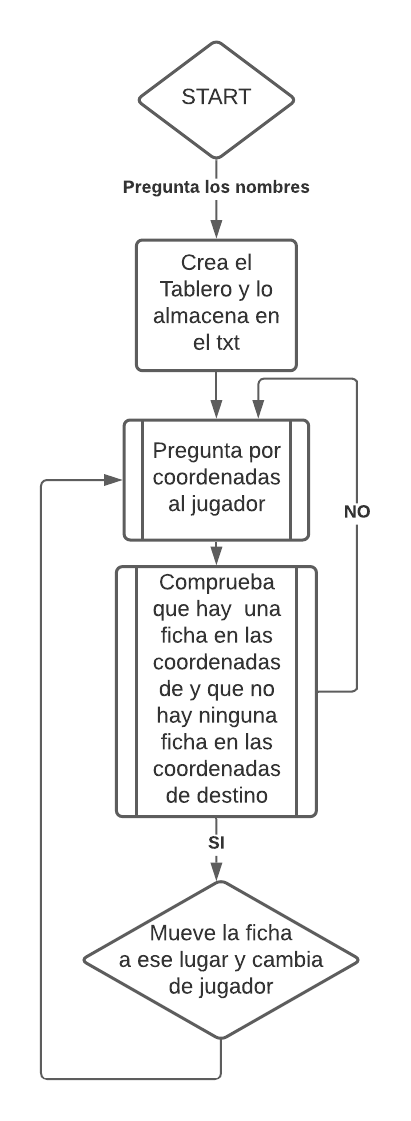 START
Pregunta los nombres
Crea el
Tablero y lo
almacena en
el txt
Pregunta por
coordenadas
al jugador
NO
Comprueba
que hay una
ficha en las
coordenadas
de y que no
hay ninguna
ficha en las
coordenadas
de destino
SI
Mueve la ficha
a ese lugar y cambia
de jugador